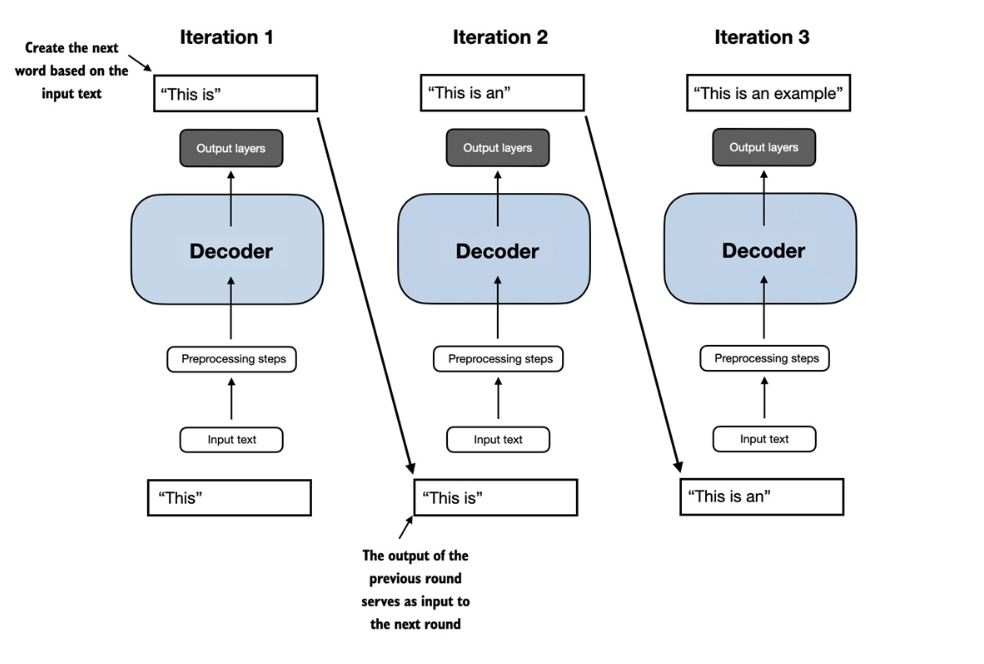 Iteration 1
Iteration 2
Iteration 3
Create the next
word based on the
input text
“This is”
“This is an”
“This is an example”
Output layers
Output layers
Output layers
Decoder
Decoder
Decoder
Preprocessing steps
Preprocessing steps
Preprocessing steps
Input text
Input text
Input text
“This”
“This is”
“This is an”
The output of the
previous round
serves as input to
the next round